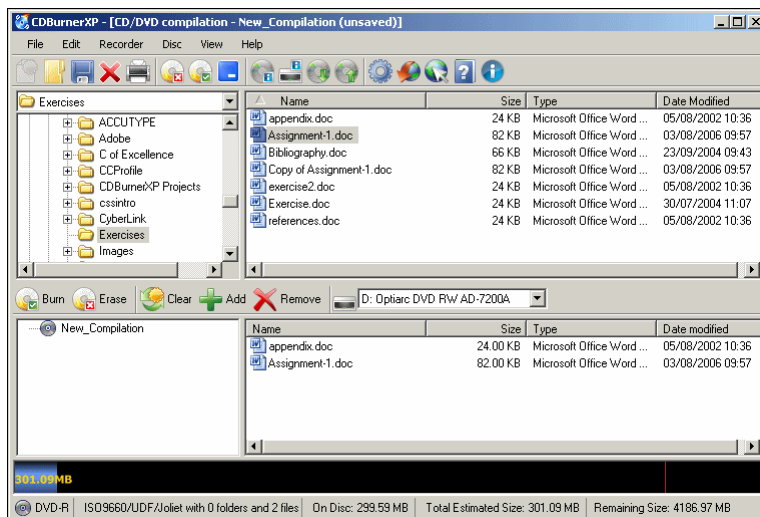 CDBurnerXP - [CD/DVD compilation - New_Compilation (unsaved)]
File Edit Recorder Disc View Help
Exercises
ACCUTYPE
Adobe
C of Excellence
CCProfile
CDBurnerXP Projects
cssintro
CyberLink
Exercises
Images
Name Size Type Date Modified
appendix.doc 24 KB Microsoft Office Word ... 05/08/2002 10:36
Assignment-1.doc 82 KB Microsoft Office Word ... 03/08/2006 09:57
Bibliography.doc 66 KB Microsoft Office Word ... 23/09/2004 09:43
Copy of Assignment-1.doc 82 KB Microsoft Office Word ... 03/08/2006 09:57
exercise2.doc 24 KB Microsoft Office Word ... 05/08/2002 10:36
Exercise.doc 24 KB Microsoft Office Word ... 30/07/2004 11:07
references.doc 24 KB Microsoft Office Word ... 05/08/2002 10:36
Burn Erase Clear Add Remove D: Optiarc DVD RW AD-7200A
New_Compilation
Name Size Type Date modified
appendix.doc 24.00 KB Microsoft Office Word ... 05/08/2002 10:36
Assignment-1.doc 82.00 KB Microsoft Office Word ... 03/08/2006 09:57
301.09MB
DVD-R ISO9660/UDF/Joliet with 0 folders and 2 files On Disc: 299.59 MB Total Estimated Size: 301.09 MB Remaining Size: 4186.97 MB